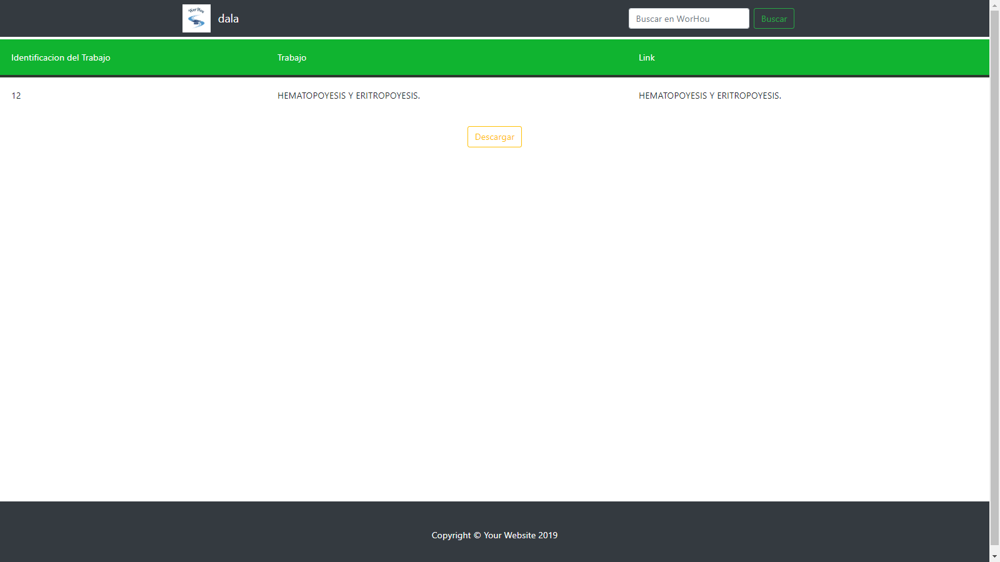 WorHou
dala
Buscar en WorHou
Buscar
Identificacion del Trabajo
Trabajo
Link
12
HEMATOPOYESIS Y ERITROPOYESIS.
HEMATOPOYESIS Y ERITROPOYESIS.
Descargar
Copyright © Your Website 2019